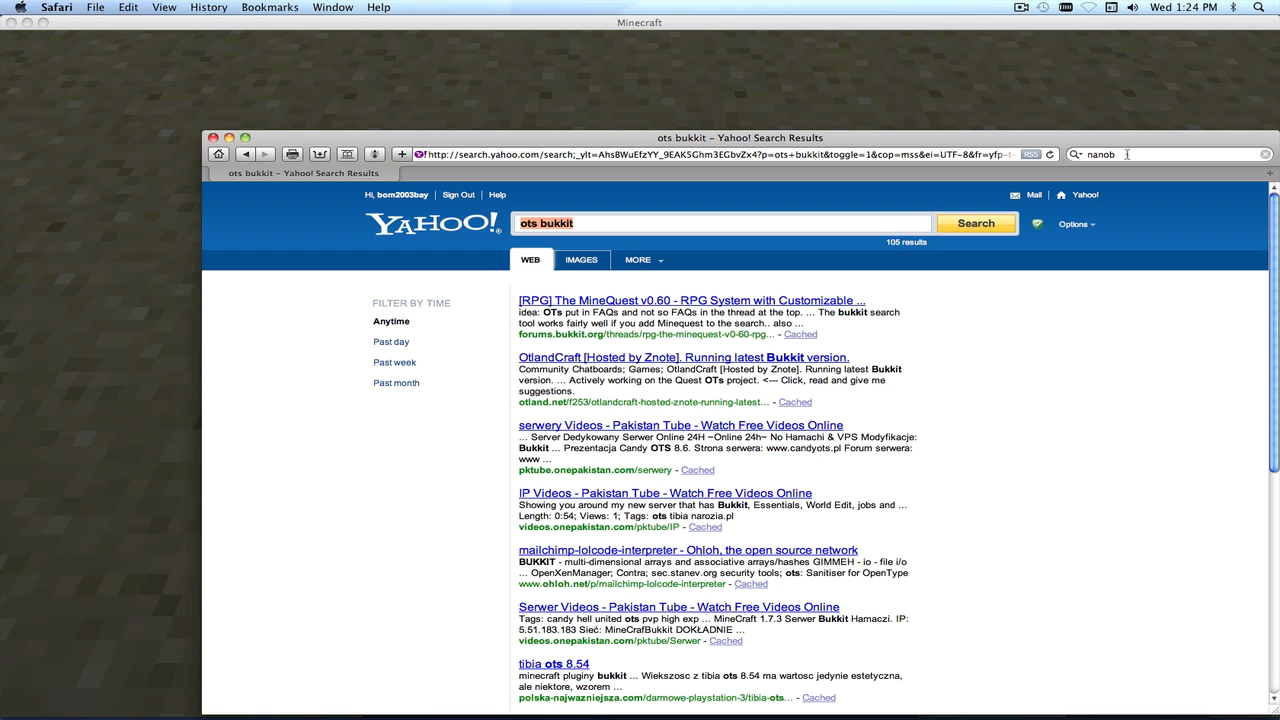 Safari File Edit View History Bookmarks Window Help Wed 1:24 PM
Minecraft
ots bukkit – Yahoo! Search Results
http://search.yahoo.com/search;_ylt=AhsBWuEfzYY_9EAK5Ghm3EGbvZx4?p=ots+bukkit&toggle=1&cop=mss&ei=UTF-8&fr=yfp-t- RSS nanob
ots bukkit – Yahoo! Search Results
Hi, bom2003bay Sign Out Help Mail Yahoo!
YAHOO! ots bukkit Search Options
105 results
WEB IMAGES MORE
FILTER BY TIME
Anytime
Past day
Past week
Past month
[RPG] The MineQuest v0.60 - RPG System with Customizable ...
idea: OTs put in FAQs and not so FAQs in the thread at the top. ... The bukkit search
tool works fairly well if you add Minequest to the search.. also ...
forums.bukkit.org/threads/rpg-the-minequest-v0-60-rpg... - Cached
OtlandCraft [Hosted by Znote]. Running latest Bukkit version.
Community Chatboards; Games; OtlandCraft [Hosted by Znote]. Running latest Bukkit
version. ... Actively working on the Quest OTs project. <--- Click, read and give me
suggestions.
otland.net/f253/otlandcraft-hosted-znote-running-latest... - Cached
serwery Videos - Pakistan Tube - Watch Free Videos Online
... Server Dedykowany Serwer Online 24H ~Online 24h~ No Hamachi & VPS Modyfikacje:
Bukkit ... Prezentacja Candy OTS 8.6. Strona serwera: www.candyots.pl Forum serwera:
www ...
pktube.onepakistan.com/serwery - Cached
IP Videos - Pakistan Tube - Watch Free Videos Online
Showing you around my new server that has Bukkit, Essentials, World Edit, jobs and ...
Length: 0:54; Views: 1; Tags: ots tibia narozia.pl
videos.onepakistan.com/pktube/IP - Cached
mailchimp-lolcode-interpreter - Ohloh, the open source network
BUKKIT - multi-dimensional arrays and associative arrays/hashes GIMMEH - io - file i/o
... OpenXenManager; Contra; sec.stanev.org security tools; ots: Sanitiser for OpenType
www.ohloh.net/p/mailchimp-lolcode-interpreter - Cached
Serwer Videos - Pakistan Tube - Watch Free Videos Online
Tags: candy hell united ots pvp high exp ... MineCraft 1.7.3 Serwer Bukkit Hamaczi. IP:
5.51.183.183 Sieć: MineCrafBukkit DOKŁADNIE ...
videos.onepakistan.com/pktube/Serwer - Cached
tibia ots 8.54
minecraft pluginy bukkit ... Wiekszosc z tibia ots 8.54 ma wartosc jedynie estetyczna,
ale niektore, wzorem ...
polska-najwazniejsza.com/darmowe-playstation-3/tibia-ots... - Cached